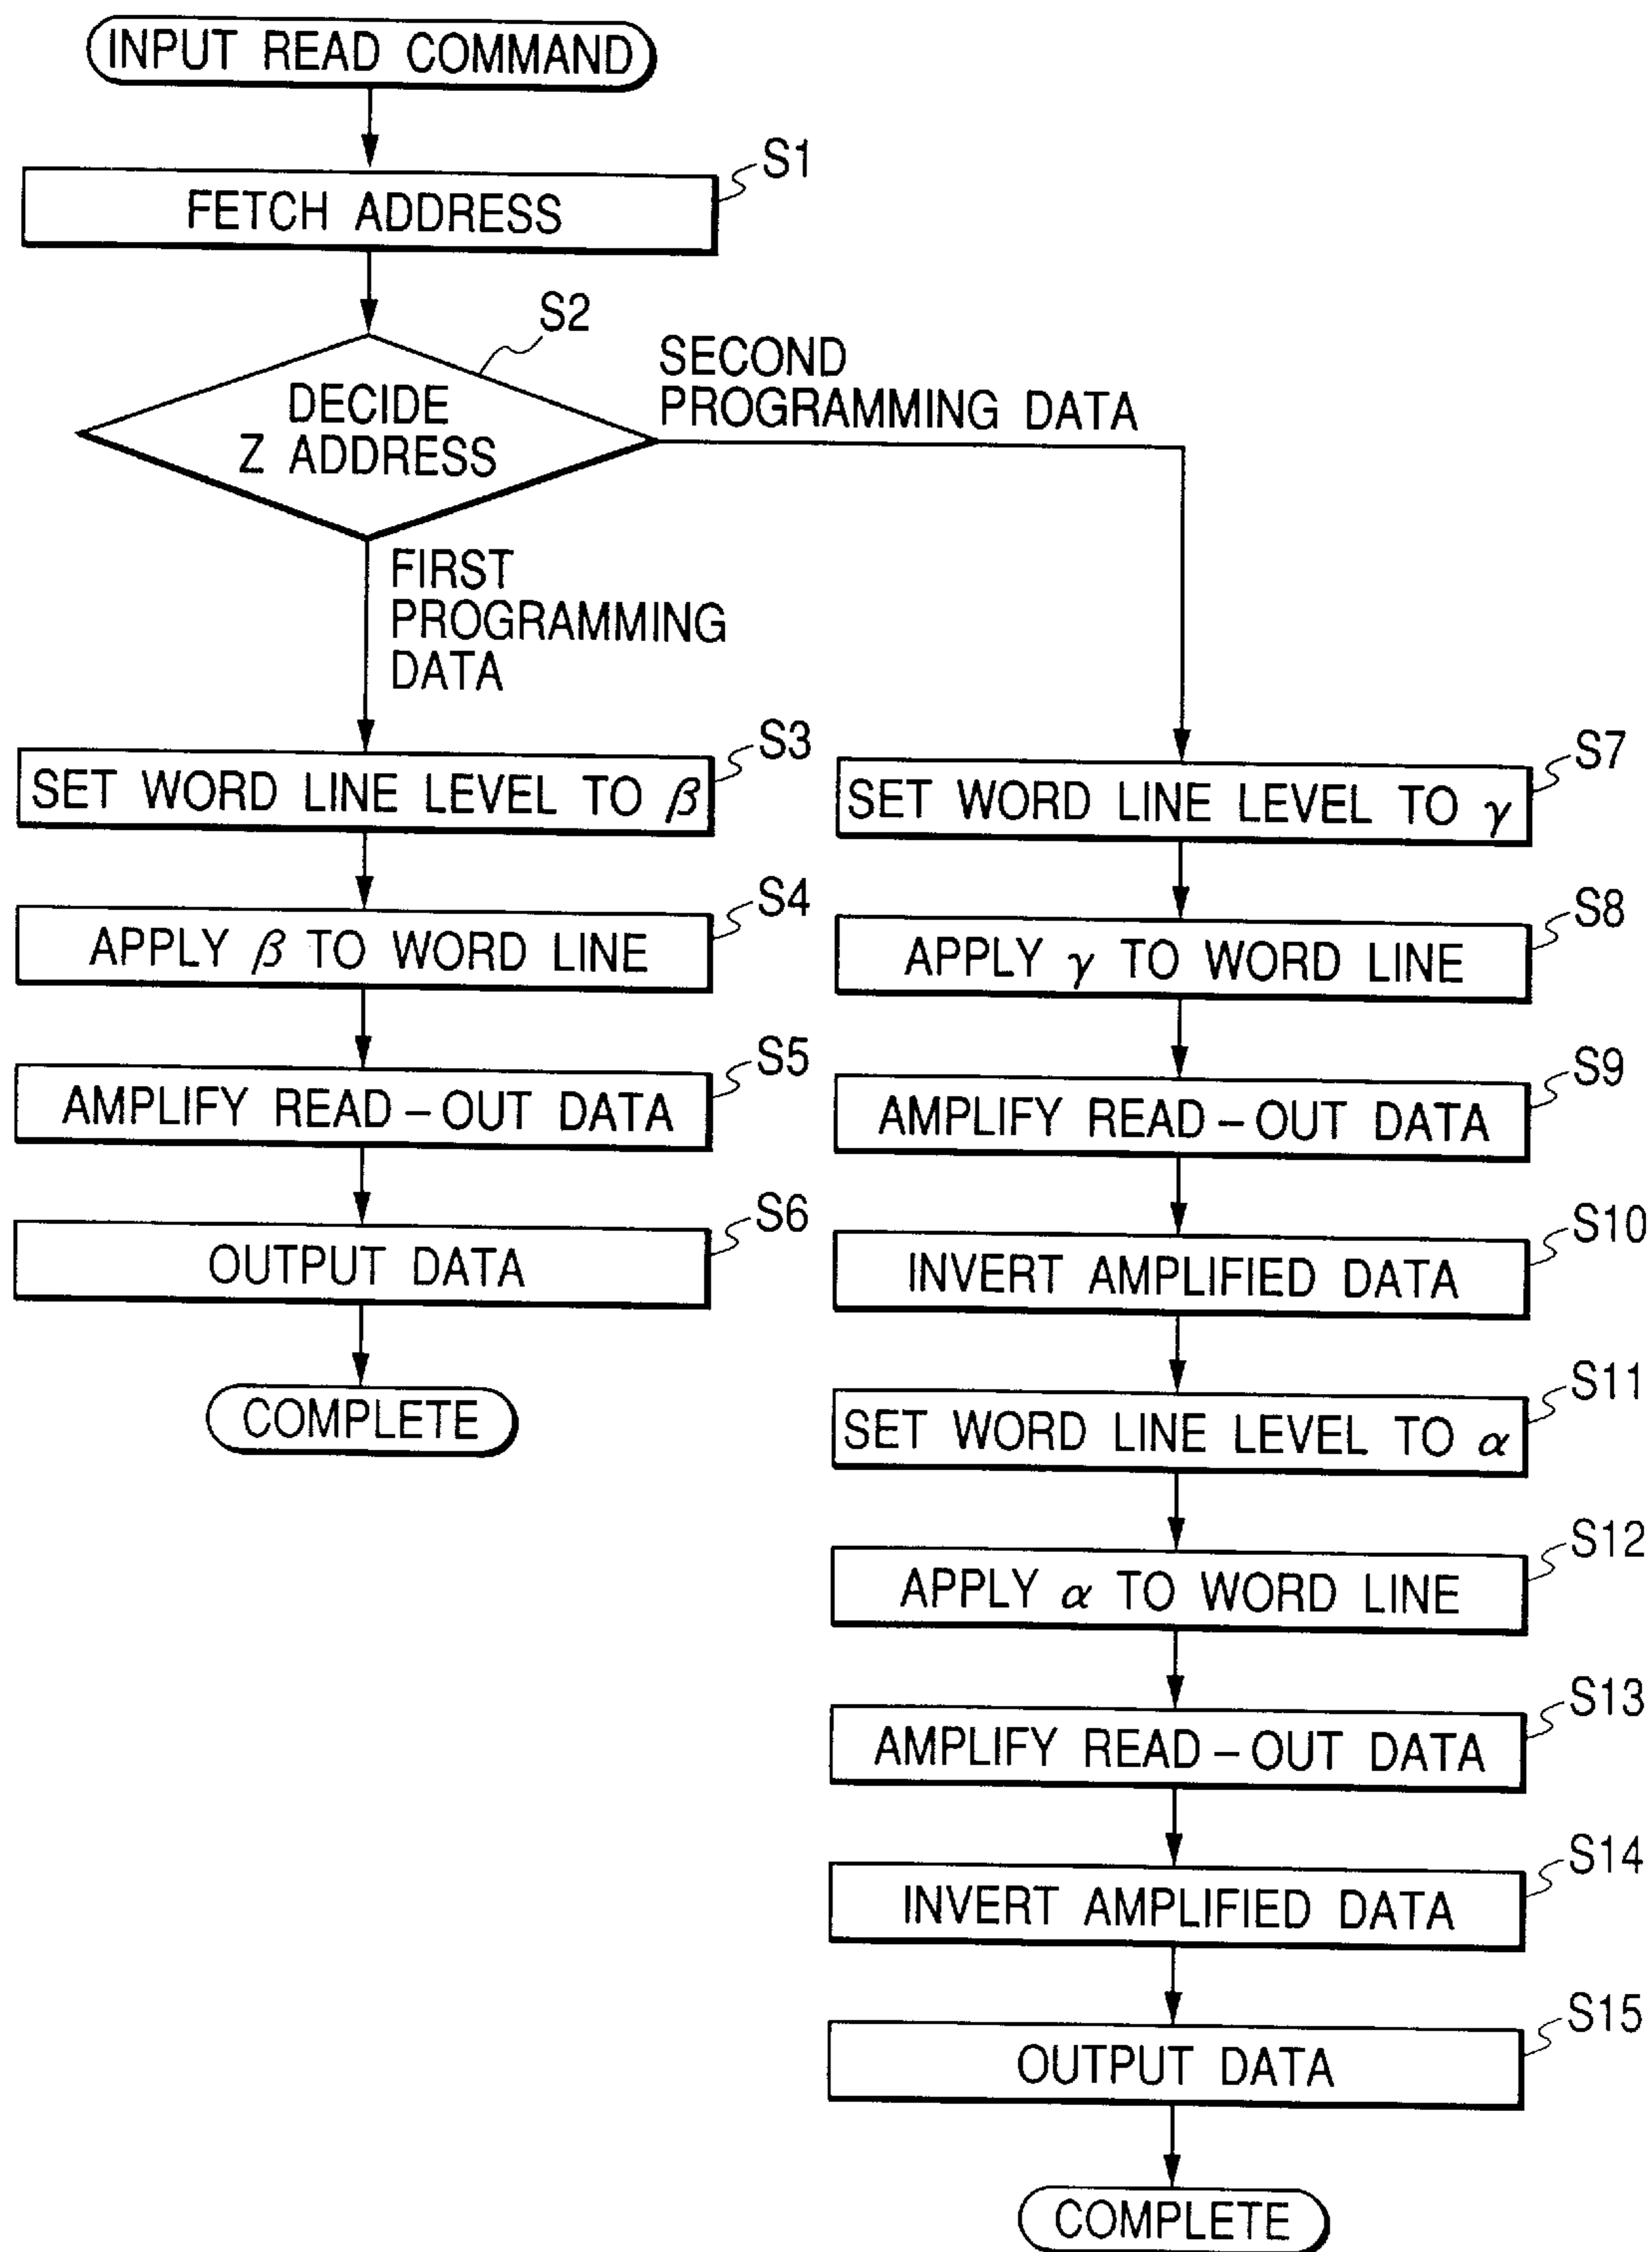 INPUT READ COMMAND
S1
FETCH ADDRESS
S2
DECIDE
Z ADDRESS
SECOND
PROGRAMMING DATA
FIRST
PROGRAMMING
DATA
S3
SET WORD LINE LEVEL TO β
S4
APPLY β TO WORD LINE
S5
AMPLIFY READ-OUT DATA
S6
OUTPUT DATA
COMPLETE
S7
SET WORD LINE LEVEL TO γ
S8
APPLY γ TO WORD LINE
S9
AMPLIFY READ-OUT DATA
S10
INVERT AMPLIFIED DATA
S11
SET WORD LINE LEVEL TO α
S12
APPLY α TO WORD LINE
S13
AMPLIFY READ-OUT DATA
S14
INVERT AMPLIFIED DATA
S15
OUTPUT DATA
COMPLETE